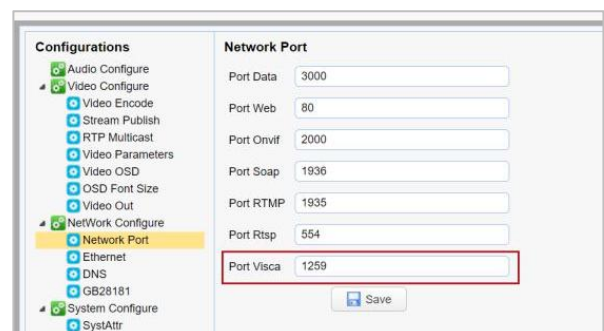 Configurations
Audio Configure
Video Configure
Video Encode
Stream Publish
RTP Multicast
Video Parameters
Video OSD
OSD Font Size
Video Out
NetWork Configure
Network Port
Ethernet
DNS
GB28181
System Configure
SystAttr
Network Port
Port Data 3000
Port Web 80
Port Onvif 2000
Port Soap 1936
Port RTMP 1935
Port Rtsp 554
Port Visca 1259
Save